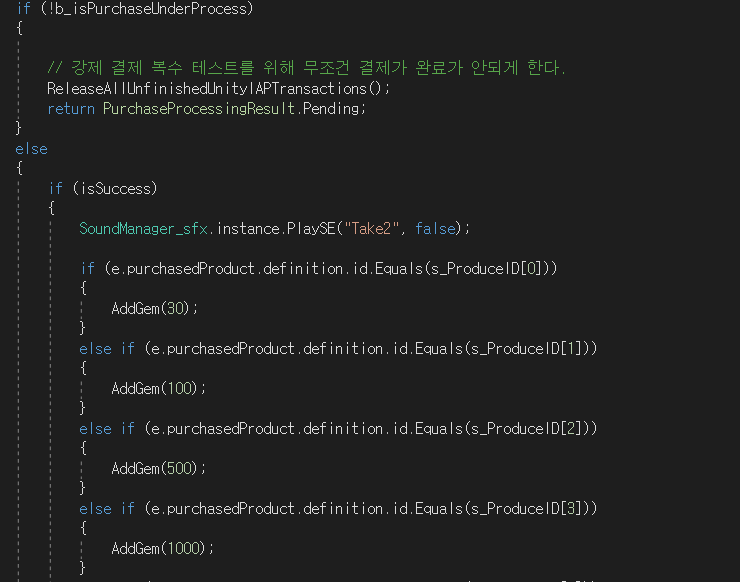 if (!b_isPurchaseUnderProcess)
{
// 강제 결제 복수 테스트를 위해 무조건 결제가 완료가 안되게 한다.
ReleaseAllUnfinishedUnityIAPTransactions();
return PurchaseProcessingResult.Pending;
}
else
{
if (isSuccess)
{
SoundManager_sfx.instance.PlaySE("Take2", false);
if (e.purchasedProduct.definition.id.Equals(s_ProduceID[0]))
{
AddGem(30);
}
else if (e.purchasedProduct.definition.id.Equals(s_ProduceID[1]))
{
AddGem(100);
}
else if (e.purchasedProduct.definition.id.Equals(s_ProduceID[2]))
{
AddGem(500);
}
else if (e.purchasedProduct.definition.id.Equals(s_ProduceID[3]))
{
AddGem(1000);
}